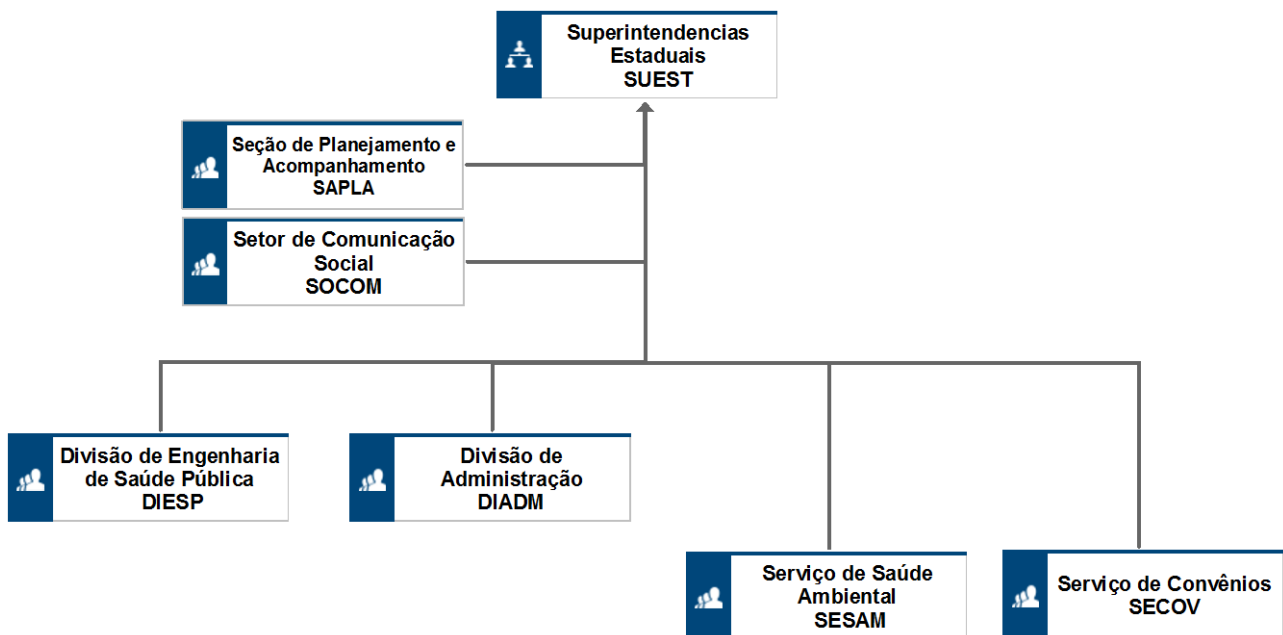 Superintendencias
Estaduais
SUEST
Seção de Planejamento e
Acompanhamento
SAPLA
Setor de Comunicação
Social
SOCOM
Divisão de Engenharia
de Saúde Pública
DIESP
Divisão de
Administração
DIADM
Serviço de Saúde
Ambiental
SESAM
Serviço de Convênios
SECOV